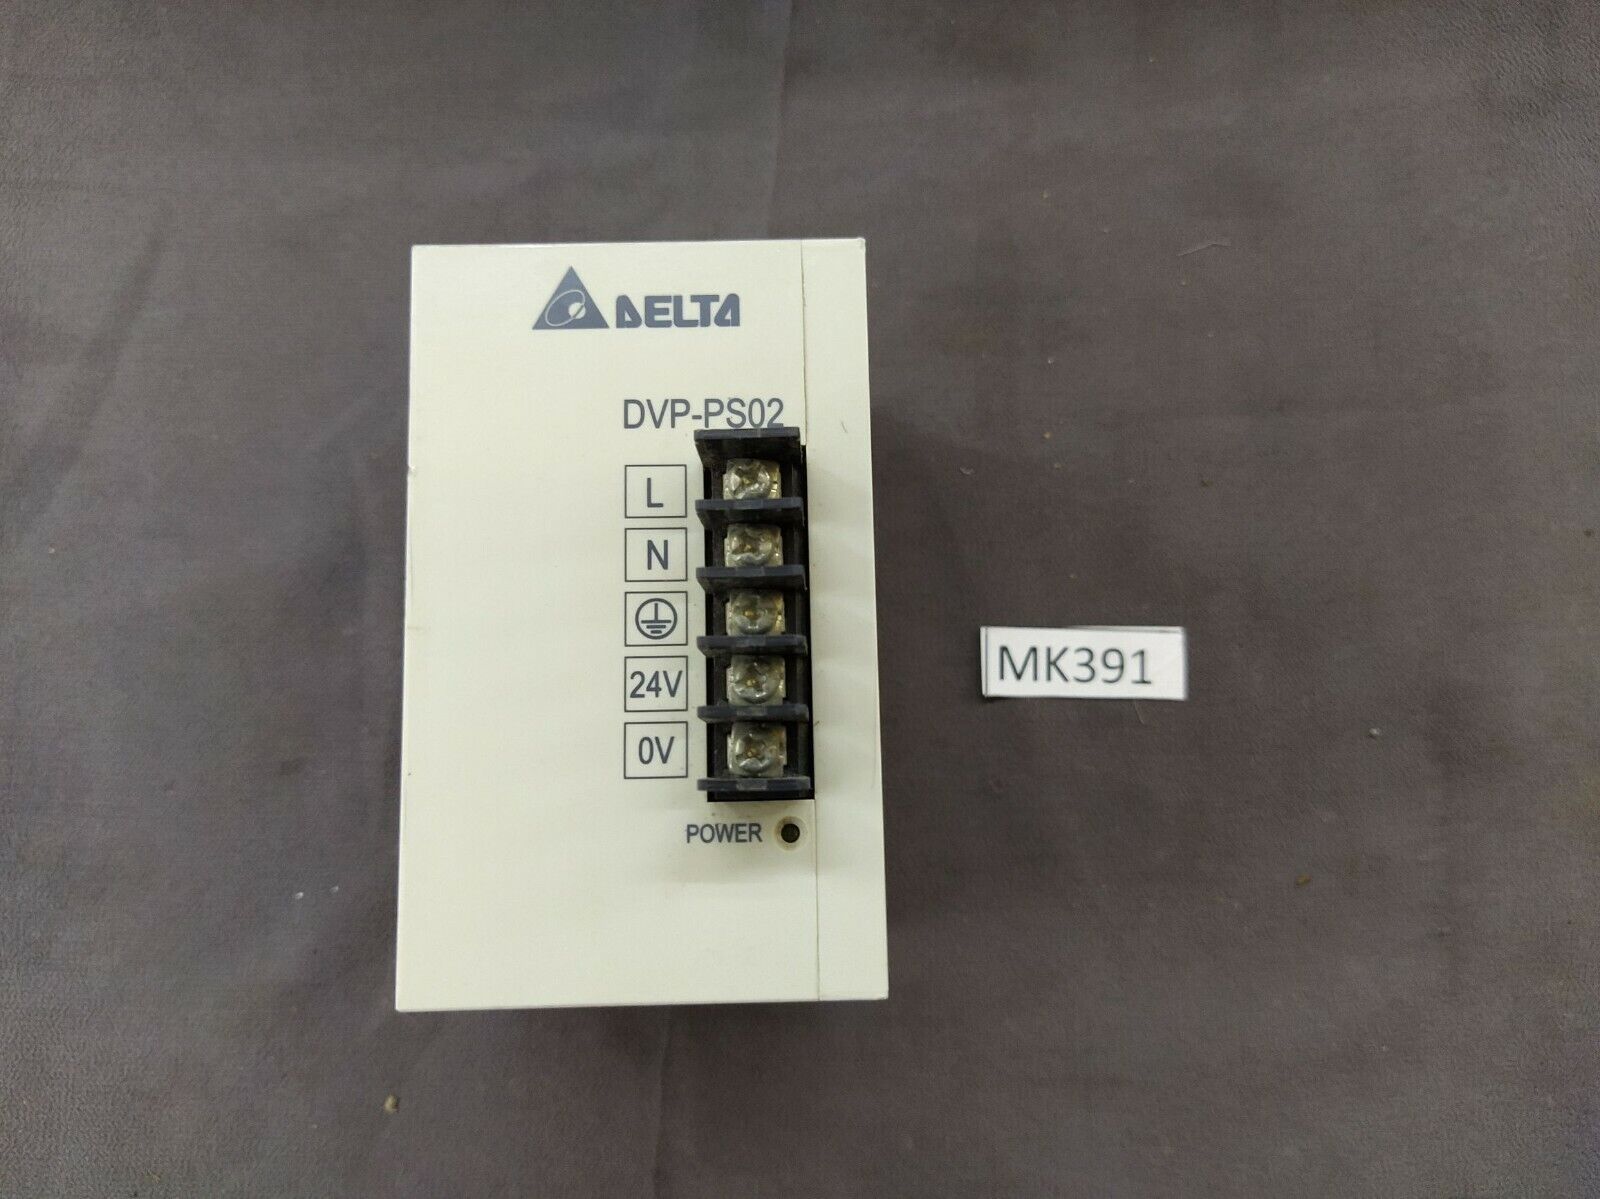 DELTA
DVP-PS02
L
N
24V
0V
POWER
MK391